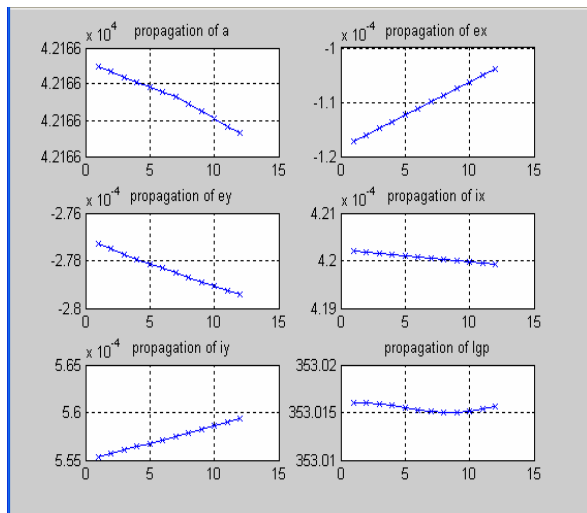 x 10^4 propagation of a
4.2166
4.2166
4.2166
4.2166
0 5 10 15
x 10^-4 propagation of ex
-1
-1.1
-1.2
0 5 10 15
x 10^-4 propagation of ey
-2.76
-2.78
-2.8
0 5 10 15
x 10^-4 propagation of ix
4.21
4.2
4.19
0 5 10 15
x 10^-4 propagation of iy
5.65
5.6
5.55
0 5 10 15
propagation of lgp
353.02
353.015
353.01
0 5 10 15